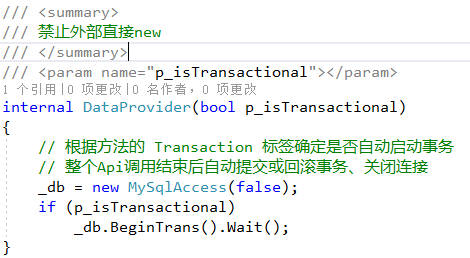 /// <summary>
/// 禁止外部直接new
/// </summary>
/// <param name="p_isTransactional"></param>
1 个引用|0 项更改|0 名作者，0 项更改
internal DataProvider(bool p_isTransactional)
{
// 根据方法的 Transaction 标签确定是否自动启动事务
// 整个Api调用结束后自动提交或回滚事务、关闭连接
_db = new MySqlAccess(false);
if (p_isTransactional)
_db.BeginTrans().Wait();
}